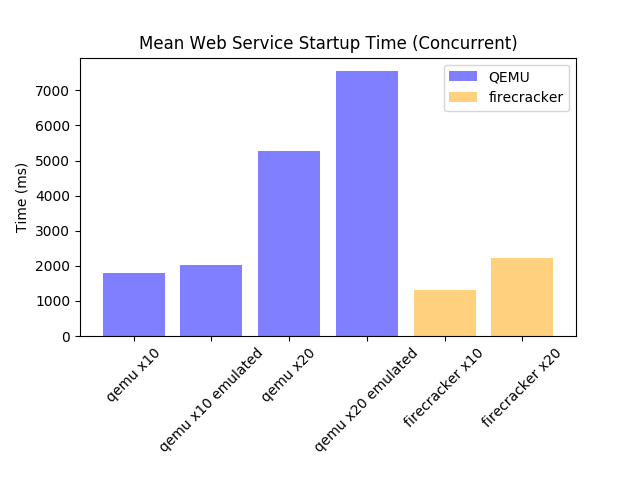 Mean Web Service Startup Time (Concurrent)
QEMU
firecracker
Time (ms)
7000
6000
5000
4000
3000
2000
1000
0
qemu x10
qemu x10 emulated
qemu x20
qemu x20 emulated
firecracker x10
firecracker x20